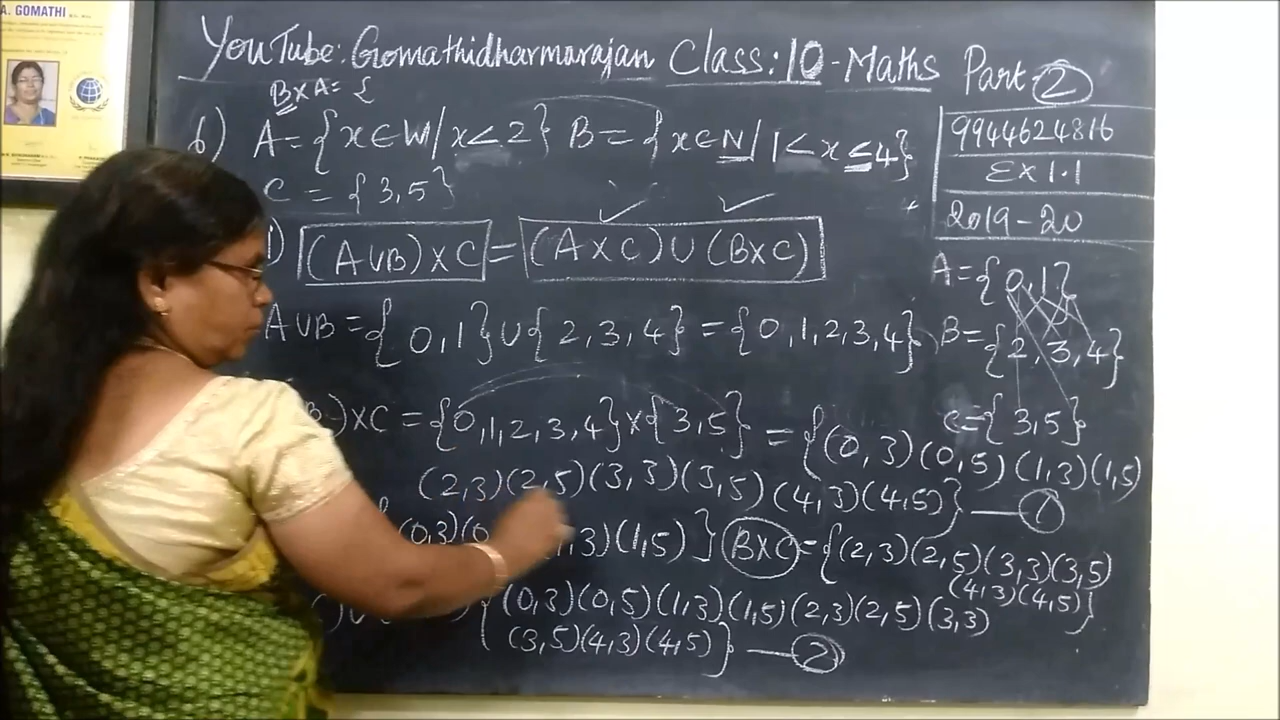 A. GOMATHI
YouTube: Gomathidharmarajan Class: 10 - Maths Part - 2
B×A = {
6) A = {x∈W/x<2} B = {x∈N/1<x≤4}
C = {3,5}
9944624816
Ex 1.1
2019-20
1) (A∪B)×C = (A×C)∪(B×C)
A = {0,1}
A∪B = {0,1}∪{2,3,4} = {0,1,2,3,4}
B = {2,3,4}
C = {3,5}
B)×C = {0,1,2,3,4}×{3,5} = {(0,3)(0,5)(1,3)(1,5)
(2,3)(2,5)(3,3)(3,5)(4,3)(4,5)} — 1
(0,3)(0 ,3)(1,5)} B×C = {(2,3)(2,5)(3,3)(3,5)
(4,3)(4,5)}
)∪ {(0,3)(0,5)(1,3)(1,5)(2,3)(2,5)(3,3)
(3,5)(4,3)(4,5)} — 2